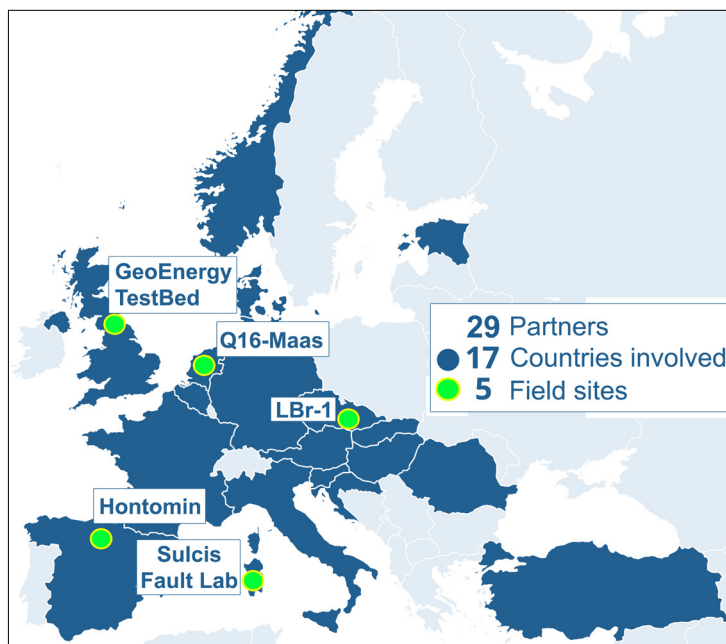 GeoEnergy
TestBed
Q16-Maas
29 Partners
17 Countries involved
5 Field sites
LBr-1
Hontomin
Sulcis
Fault Lab